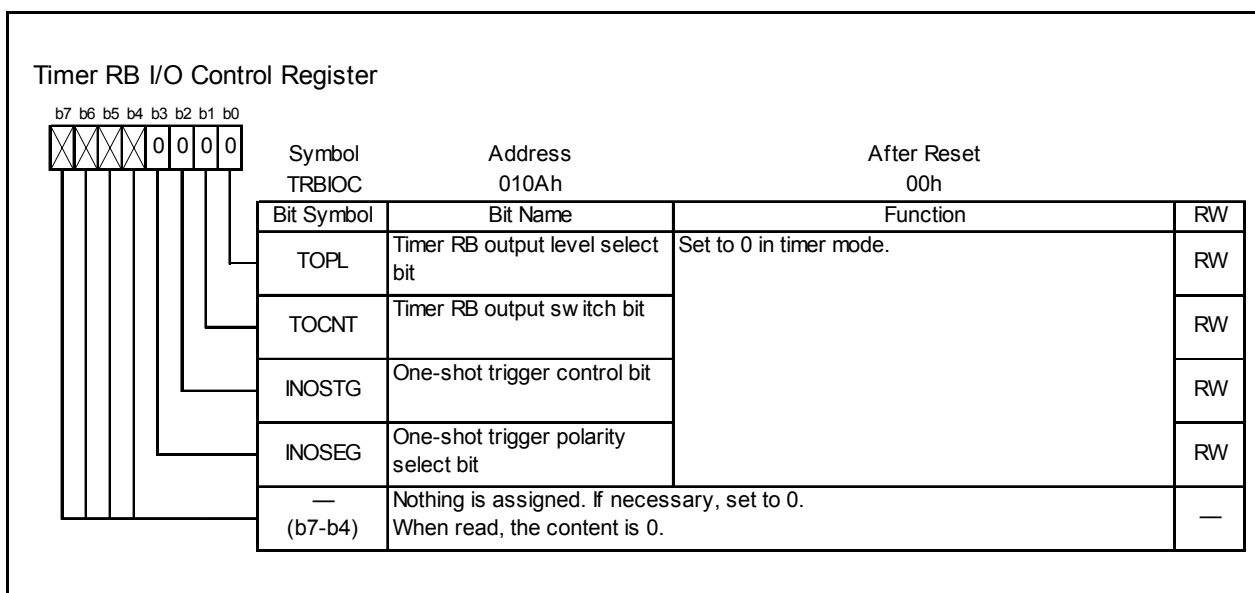 Timer RB I/O Control Register
b7 b6 b5 b4 b3 b2 b1 b0
0 0 0 0
Symbol Address After Reset
TRBIOC 010Ah 00h
Bit Symbol Bit Name Function RW
TOPL Timer RB output level select bit Set to 0 in timer mode. RW
TOCNT Timer RB output switch bit RW
INOSTG One-shot trigger control bit RW
INOSEG One-shot trigger polarity select bit RW
— (b7-b4) Nothing is assigned. If necessary, set to 0. —
When read, the content is 0.